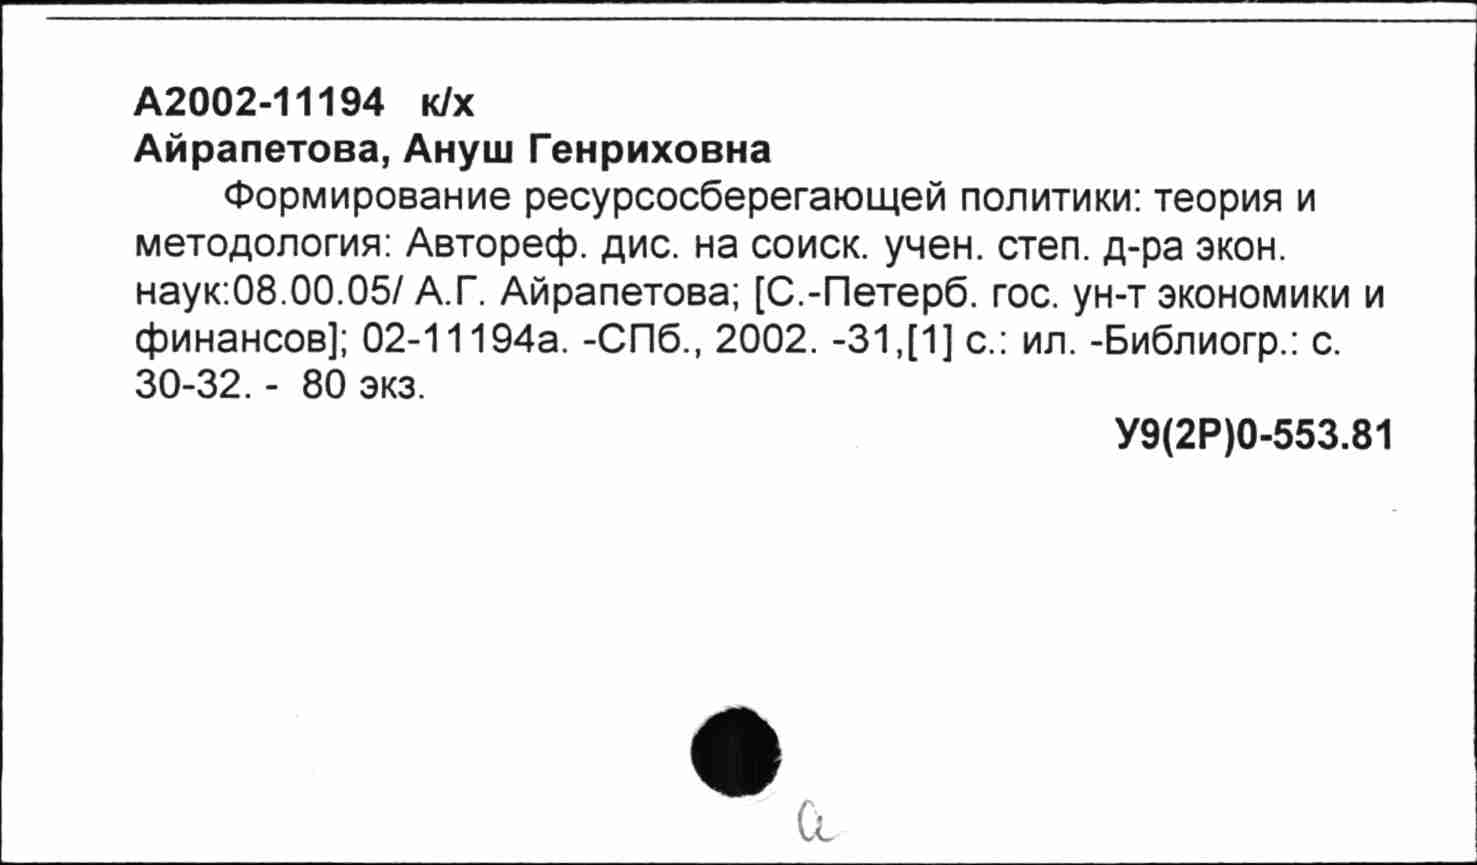 А2002-11194 к/х
Айрапетова, Ануш Генриховна
Формирование ресурсосберегающей политики: теория и
методология: Автореф. дис. на соиск. учен. степ. д-ра экон.
наук:08.00.05/ А.Г. Айрапетова; [С.-Петерб. гос. ун-т экономики и
финансов]; 02-11194а. -СПб., 2002. -31,[1] с.: ил. -Библиогр.: с.
30-32. - 80 экз.
У9(2Р)0-553.81
а